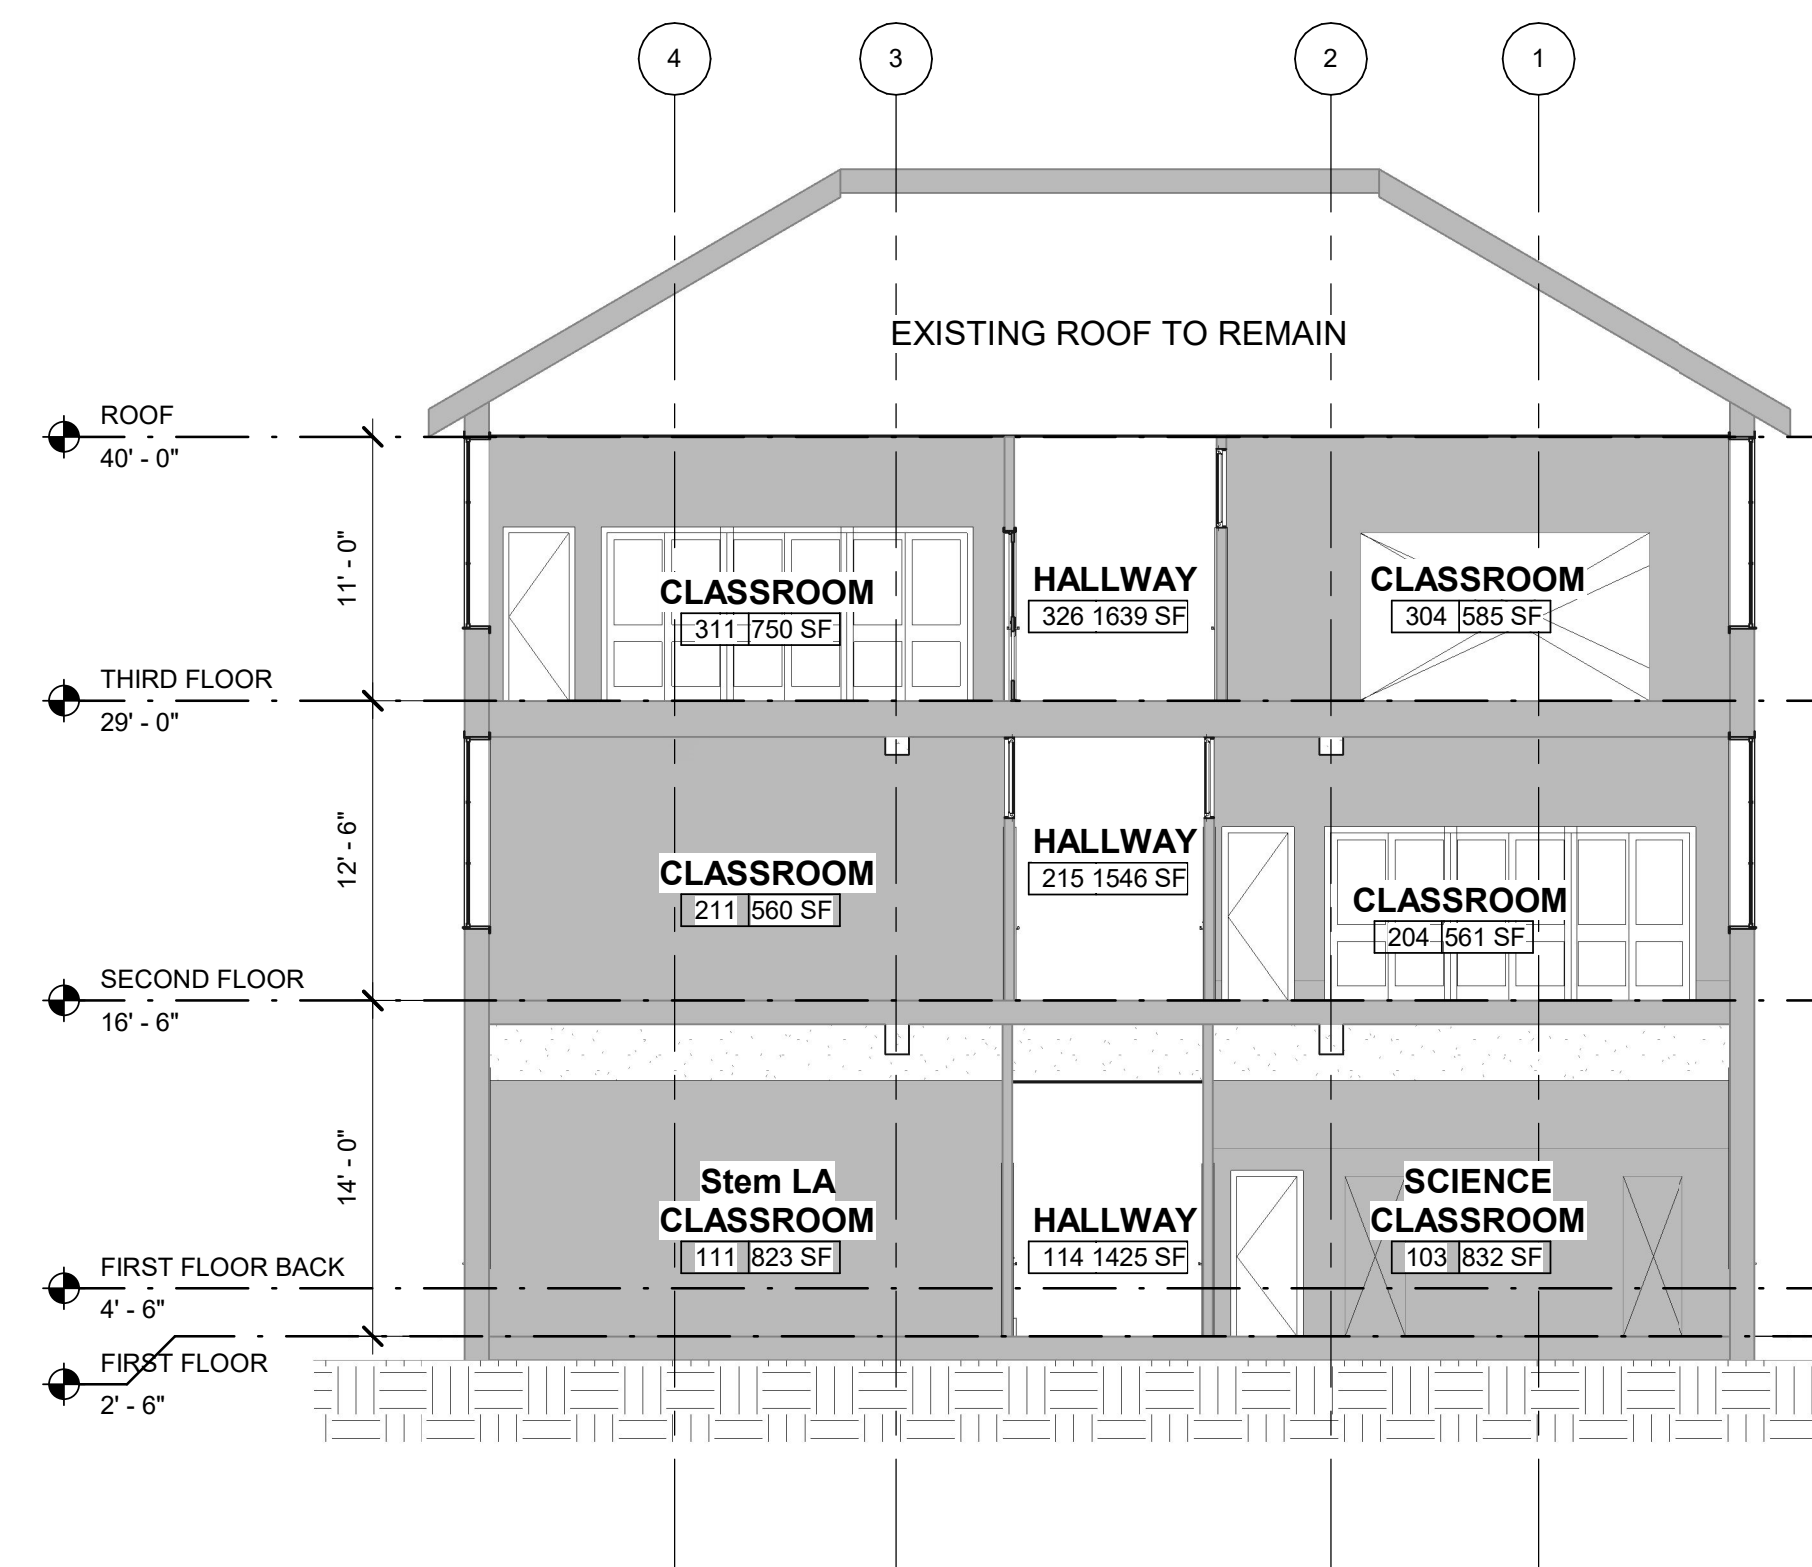 4
3
2
1
EXISTING ROOF TO REMAIN
ROOF
40' - 0"
11' - 0"
CLASSROOM
311 750 SF
HALLWAY
326 1639 SF
CLASSROOM
304 585 SF
THIRD FLOOR
29' - 0"
12' - 6"
CLASSROOM
211 560 SF
HALLWAY
215 1546 SF
CLASSROOM
204 561 SF
SECOND FLOOR
16' - 6"
14' - 0"
Stem LA
CLASSROOM
111 823 SF
HALLWAY
114 1425 SF
SCIENCE
CLASSROOM
103 832 SF
FIRST FLOOR BACK
4' - 6"
FIRST FLOOR
2' - 6"